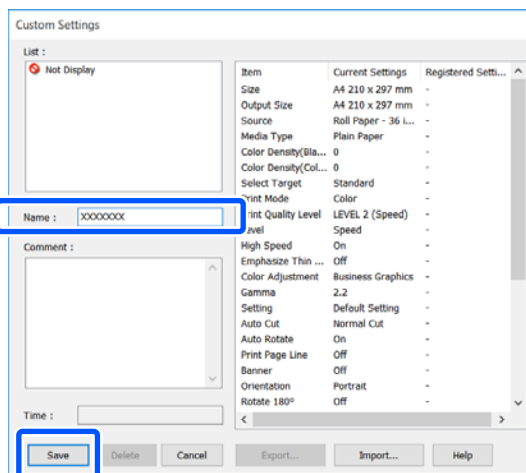 Custom Settings
List :
Not Display
Name : XXXXXXX
Comment :
Time :
Item Current Settings Registered Setti...
Size A4 210 x 297 mm -
Output Size A4 210 x 297 mm -
Source Roll Paper - 36 i... -
Media Type Plain Paper -
Color Density(Bla... 0 -
Color Density(Col... 0 -
Select Target Standard -
Print Mode Color -
Print Quality Level LEVEL 2 (Speed) -
Level Speed -
High Speed On -
Emphasize Thin ... Off -
Color Adjustment Business Graphics -
Gamma 2.2 -
Setting Default Setting -
Auto Cut Normal Cut -
Auto Rotate On -
Print Page Line Off -
Banner Off -
Orientation Portrait -
Rotate 180° Off -
Save Delete Cancel Export... Import... Help